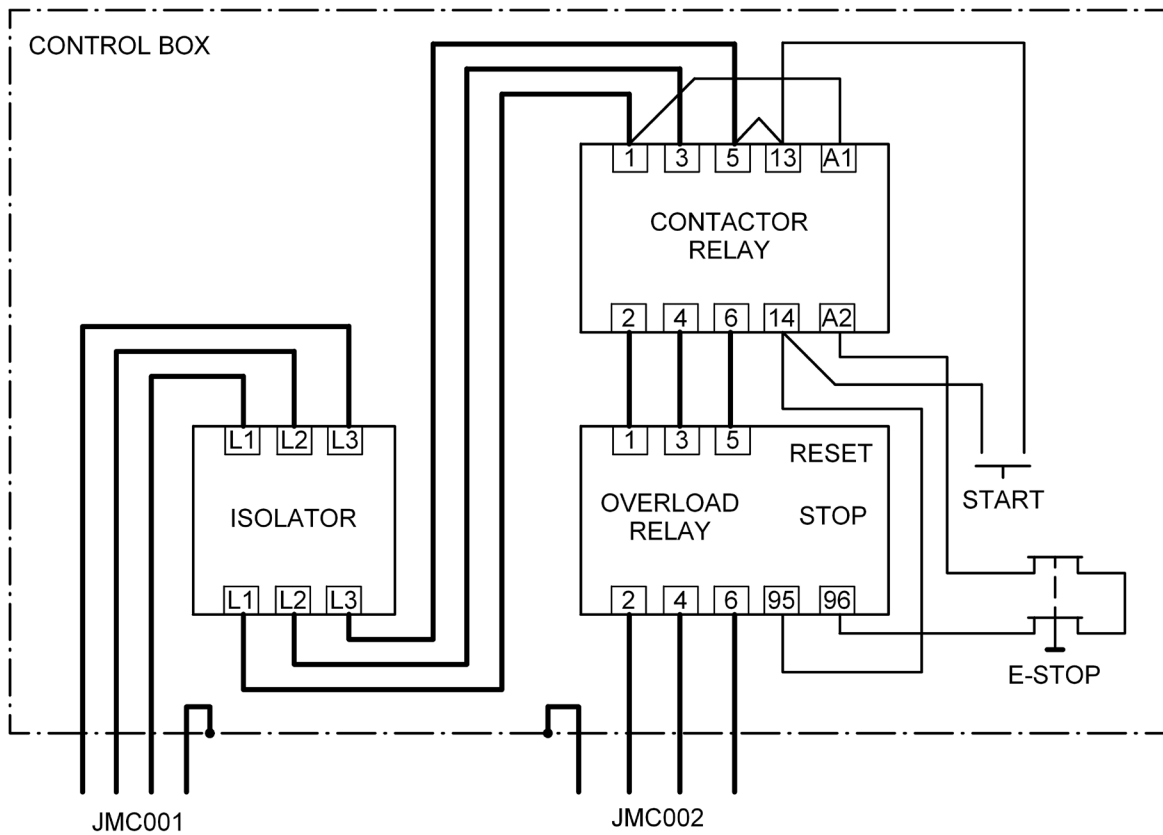 CONTROL BOX
1 3 5 13 A1
CONTACTOR
RELAY
2 4 6 14 A2
L1 L2 L3
1 3 5
RESET
ISOLATOR
OVERLOAD
RELAY
STOP
START
L1 L2 L3
2 4 6 95 96
E-STOP
JMC001
JMC002